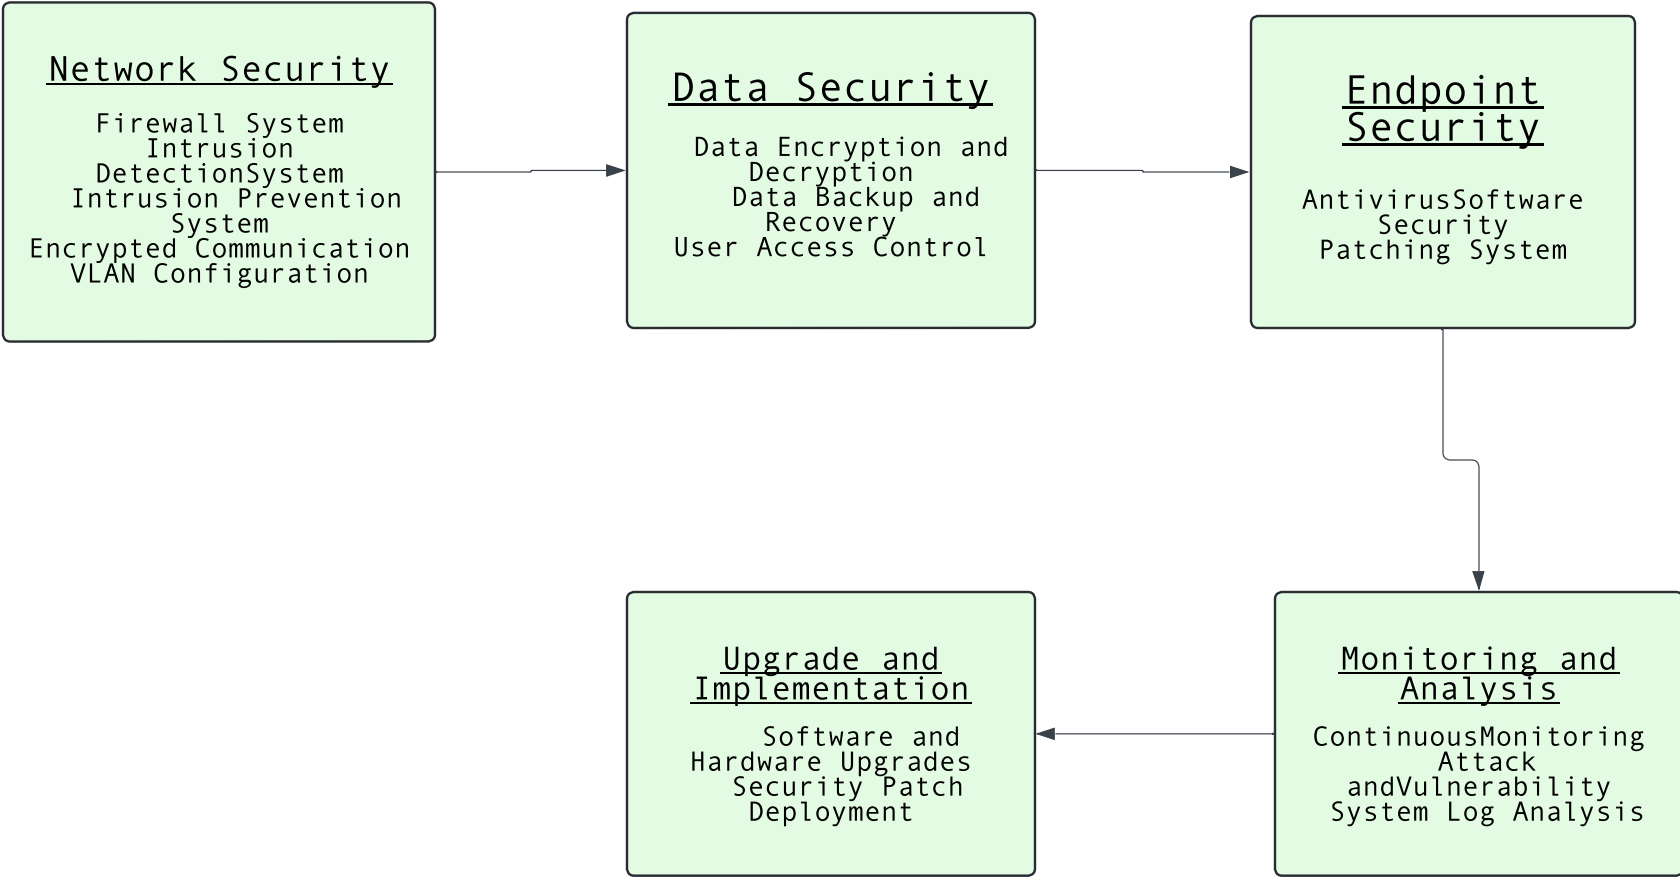 Network Security
Firewall System
Intrusion
DetectionSystem
Intrusion Prevention
System
Encrypted Communication
VLAN Configuration
Data Security
Data Encryption and
Decryption
Data Backup and
Recovery
User Access Control
Endpoint
Security
AntivirusSoftware
Security
Patching System
Upgrade and
Implementation
Software and
Hardware Upgrades
Security Patch
Deployment
Monitoring and
Analysis
ContinuousMonitoring
Attack
andVulnerability
System Log Analysis